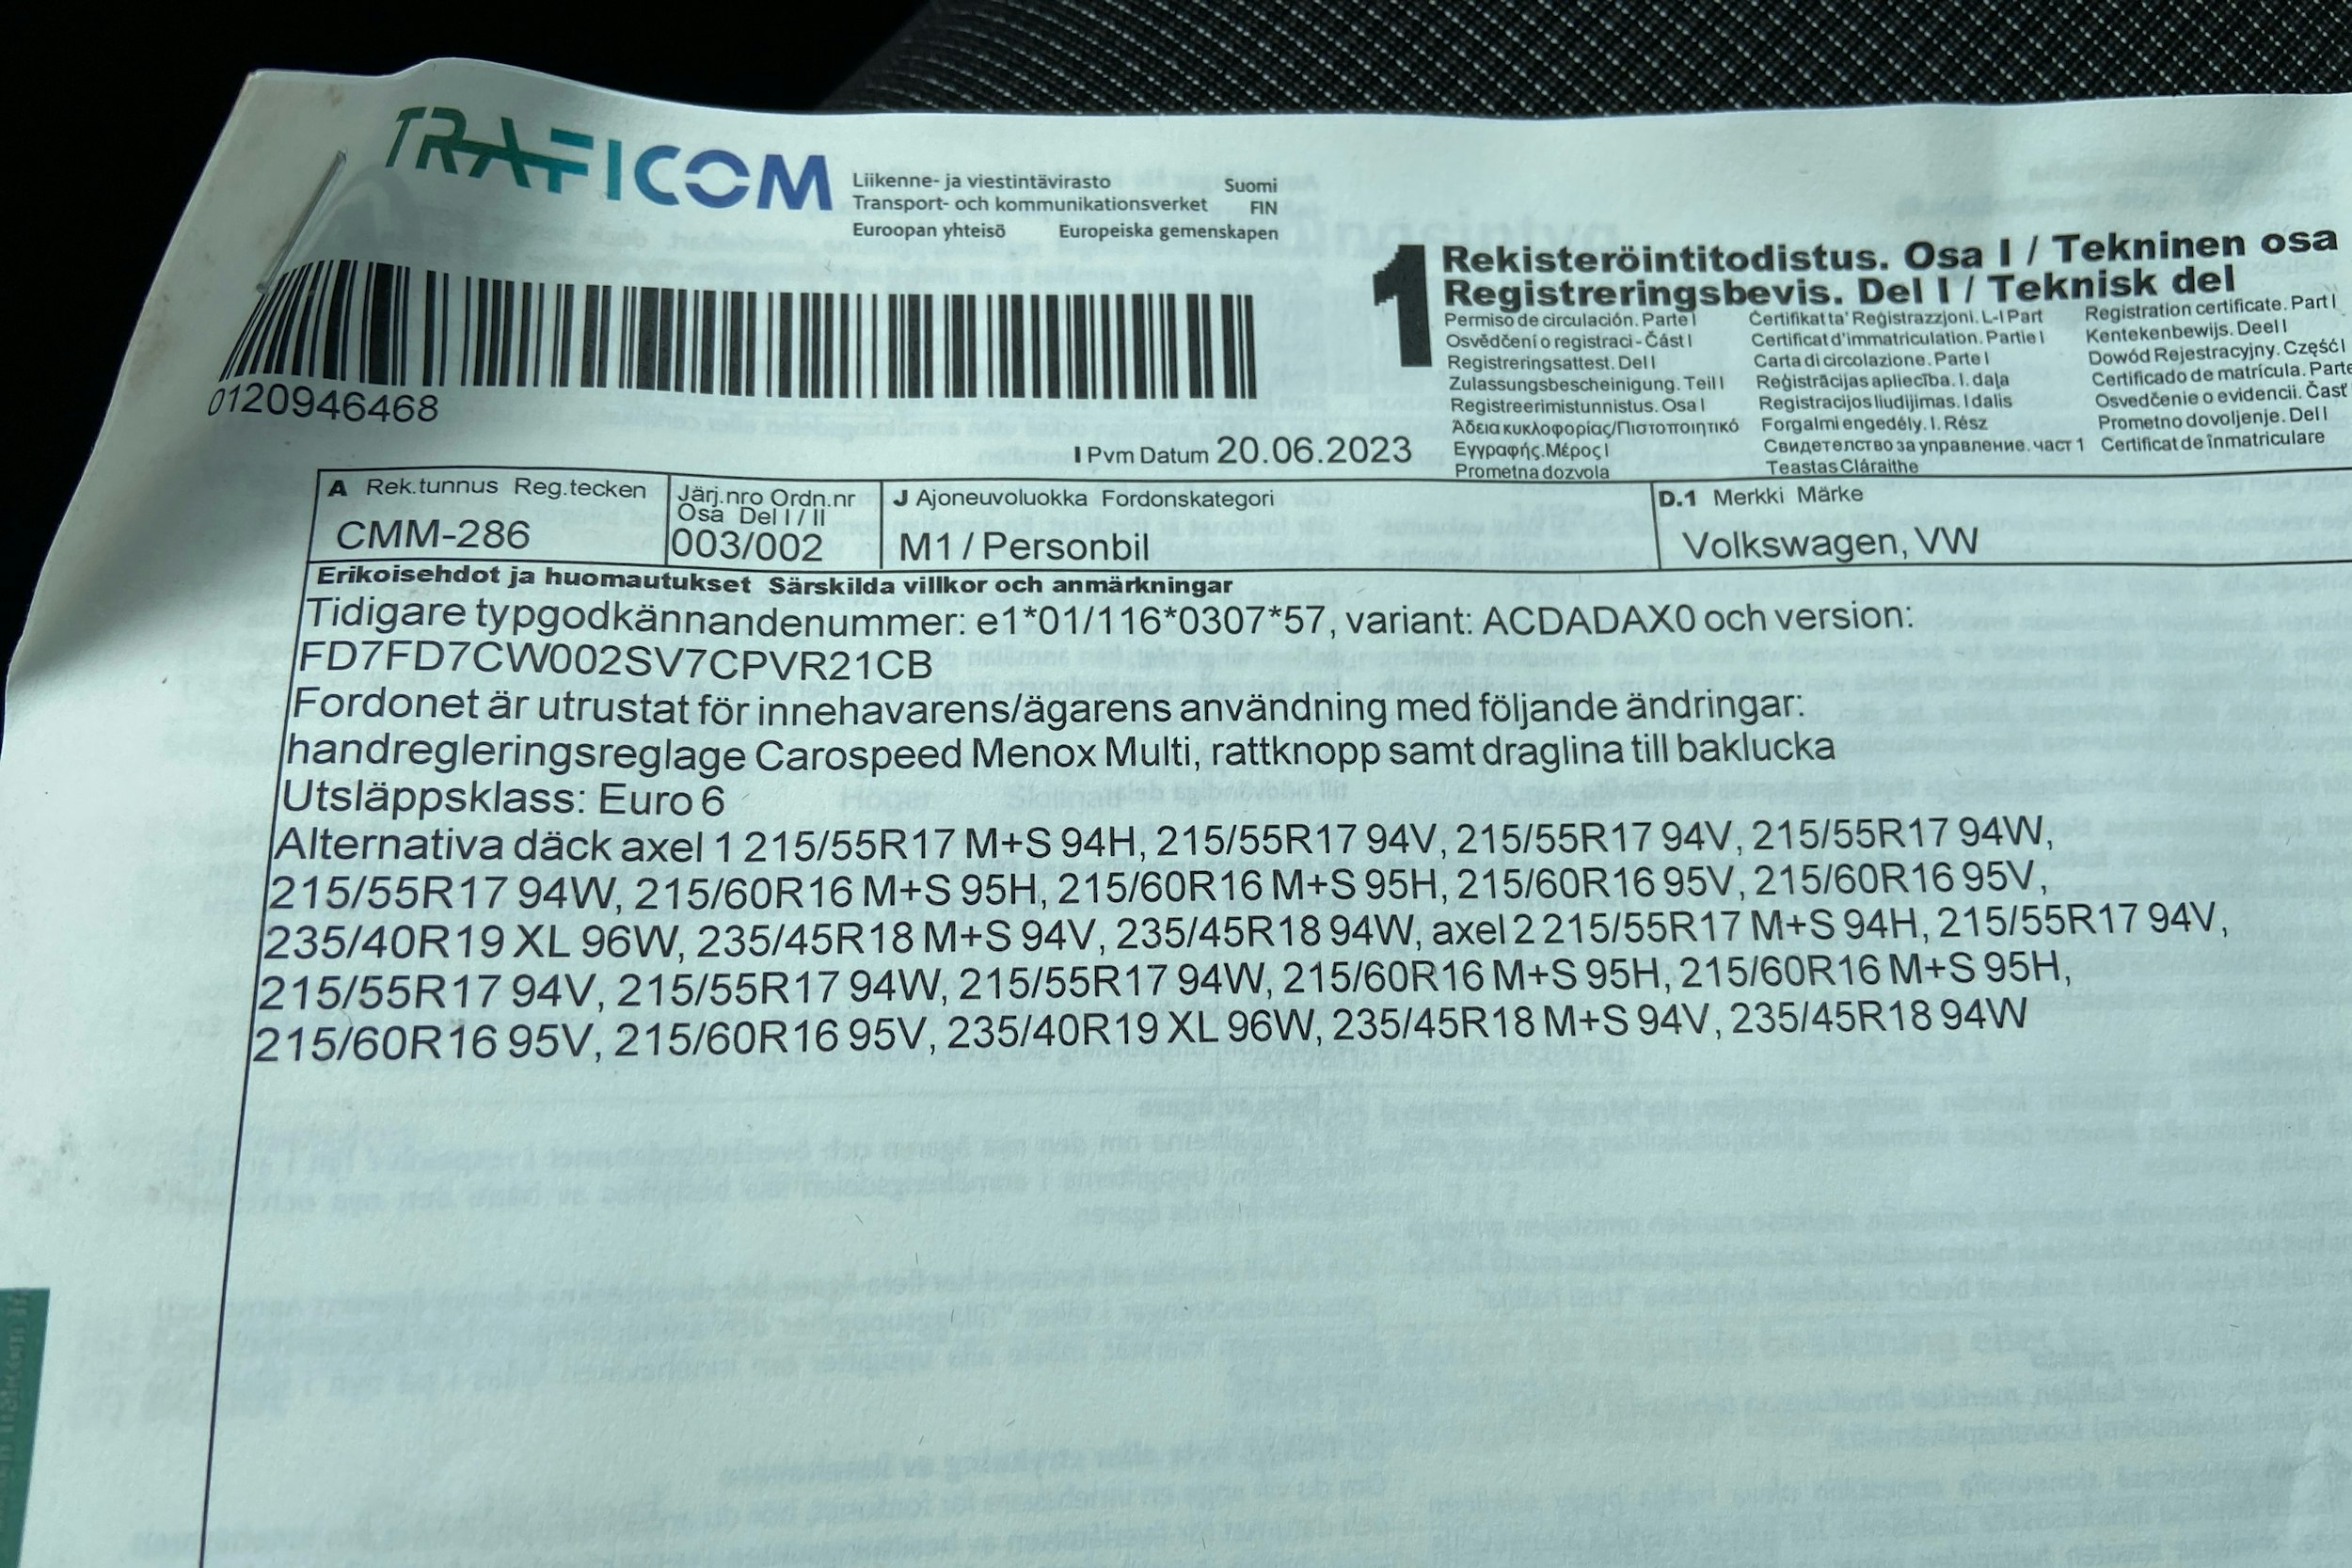 TRAFICOM
Liikenne- ja viestintävirasto Suomi
Transport- och kommunikationsverket FIN
Euroopan yhteisö Europeiska gemenskapen
0120946468
1 Rekisteröintitodistus. Osa I / Tekninen osa
Registreringsbevis. Del I / Teknisk del
Permiso de circulación. Parte I Ċertifikat ta' Reġistrazzjoni. L-I Part Registration certificate. Part I
Osvědčení o registraci - Část I Certificat d'immatriculation. Partie I Kentekenbewijs. Deel I
Registreringsattest. Del I Carta di circolazione. Parte I Dowód Rejestracyjny. Część I
Zulassungsbescheinigung. Teil I Reģistrācijas apliecība. I. daļa Certificado de matrícula. Parte
Registreerimistunnistus. Osa I Registracijos liudijimas. I dalis Osvedčenie o evidencii. Časť
Άδεια κυκλοφορίας/Πιστοποιητικό Forgalmi engedély. I. Rész Prometno dovoljenje. Del I
Εγγραφής.Μέρος I Свидетелство за управление. част 1 Certificat de înmatriculare
Prometna dozvola Teastas Cláraithe
I Pvm Datum 20.06.2023
A Rek.tunnus Reg.tecken Järj.nro Ordn.nr J Ajoneuvoluokka Fordonskategori D.1 Merkki Märke
Osa Del I / II
CMM-286 003/002 M1 / Personbil Volkswagen, VW
Erikoisehdot ja huomautukset Särskilda villkor och anmärkningar
Tidigare typgodkännandenummer: e1*01/116*0307*57, variant: ACDADAX0 och version:
FD7FD7CW002SV7CPVR21CB
Fordonet är utrustat för innehavarens/ägarens användning med följande ändringar:
handregleringsreglage Carospeed Menox Multi, rattknopp samt draglina till baklucka
Utsläppsklass: Euro 6
Alternativa däck axel 1 215/55R17 M+S 94H, 215/55R17 94V, 215/55R17 94V, 215/55R17 94W,
215/55R17 94W, 215/60R16 M+S 95H, 215/60R16 M+S 95H, 215/60R16 95V, 215/60R16 95V,
235/40R19 XL 96W, 235/45R18 M+S 94V, 235/45R18 94W, axel 2 215/55R17 M+S 94H, 215/55R17 94V,
215/55R17 94V, 215/55R17 94W, 215/55R17 94W, 215/60R16 M+S 95H, 215/60R16 M+S 95H,
215/60R16 95V, 215/60R16 95V, 235/40R19 XL 96W, 235/45R18 M+S 94V, 235/45R18 94W